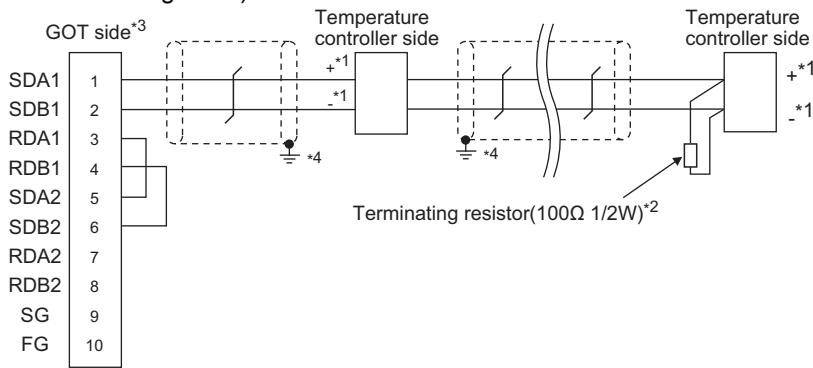 GOT side*3
Temperature
controller side
Temperature
controller side
SDA1 1
SDB1 2
RDA1 3
RDB1 4
SDA2 5
SDB2 6
RDA2 7
RDB2 8
SG 9
FG 10
+*1
-*1
+*1
-*1
*4
*4
Terminating resistor(100Ω 1/2W)*2